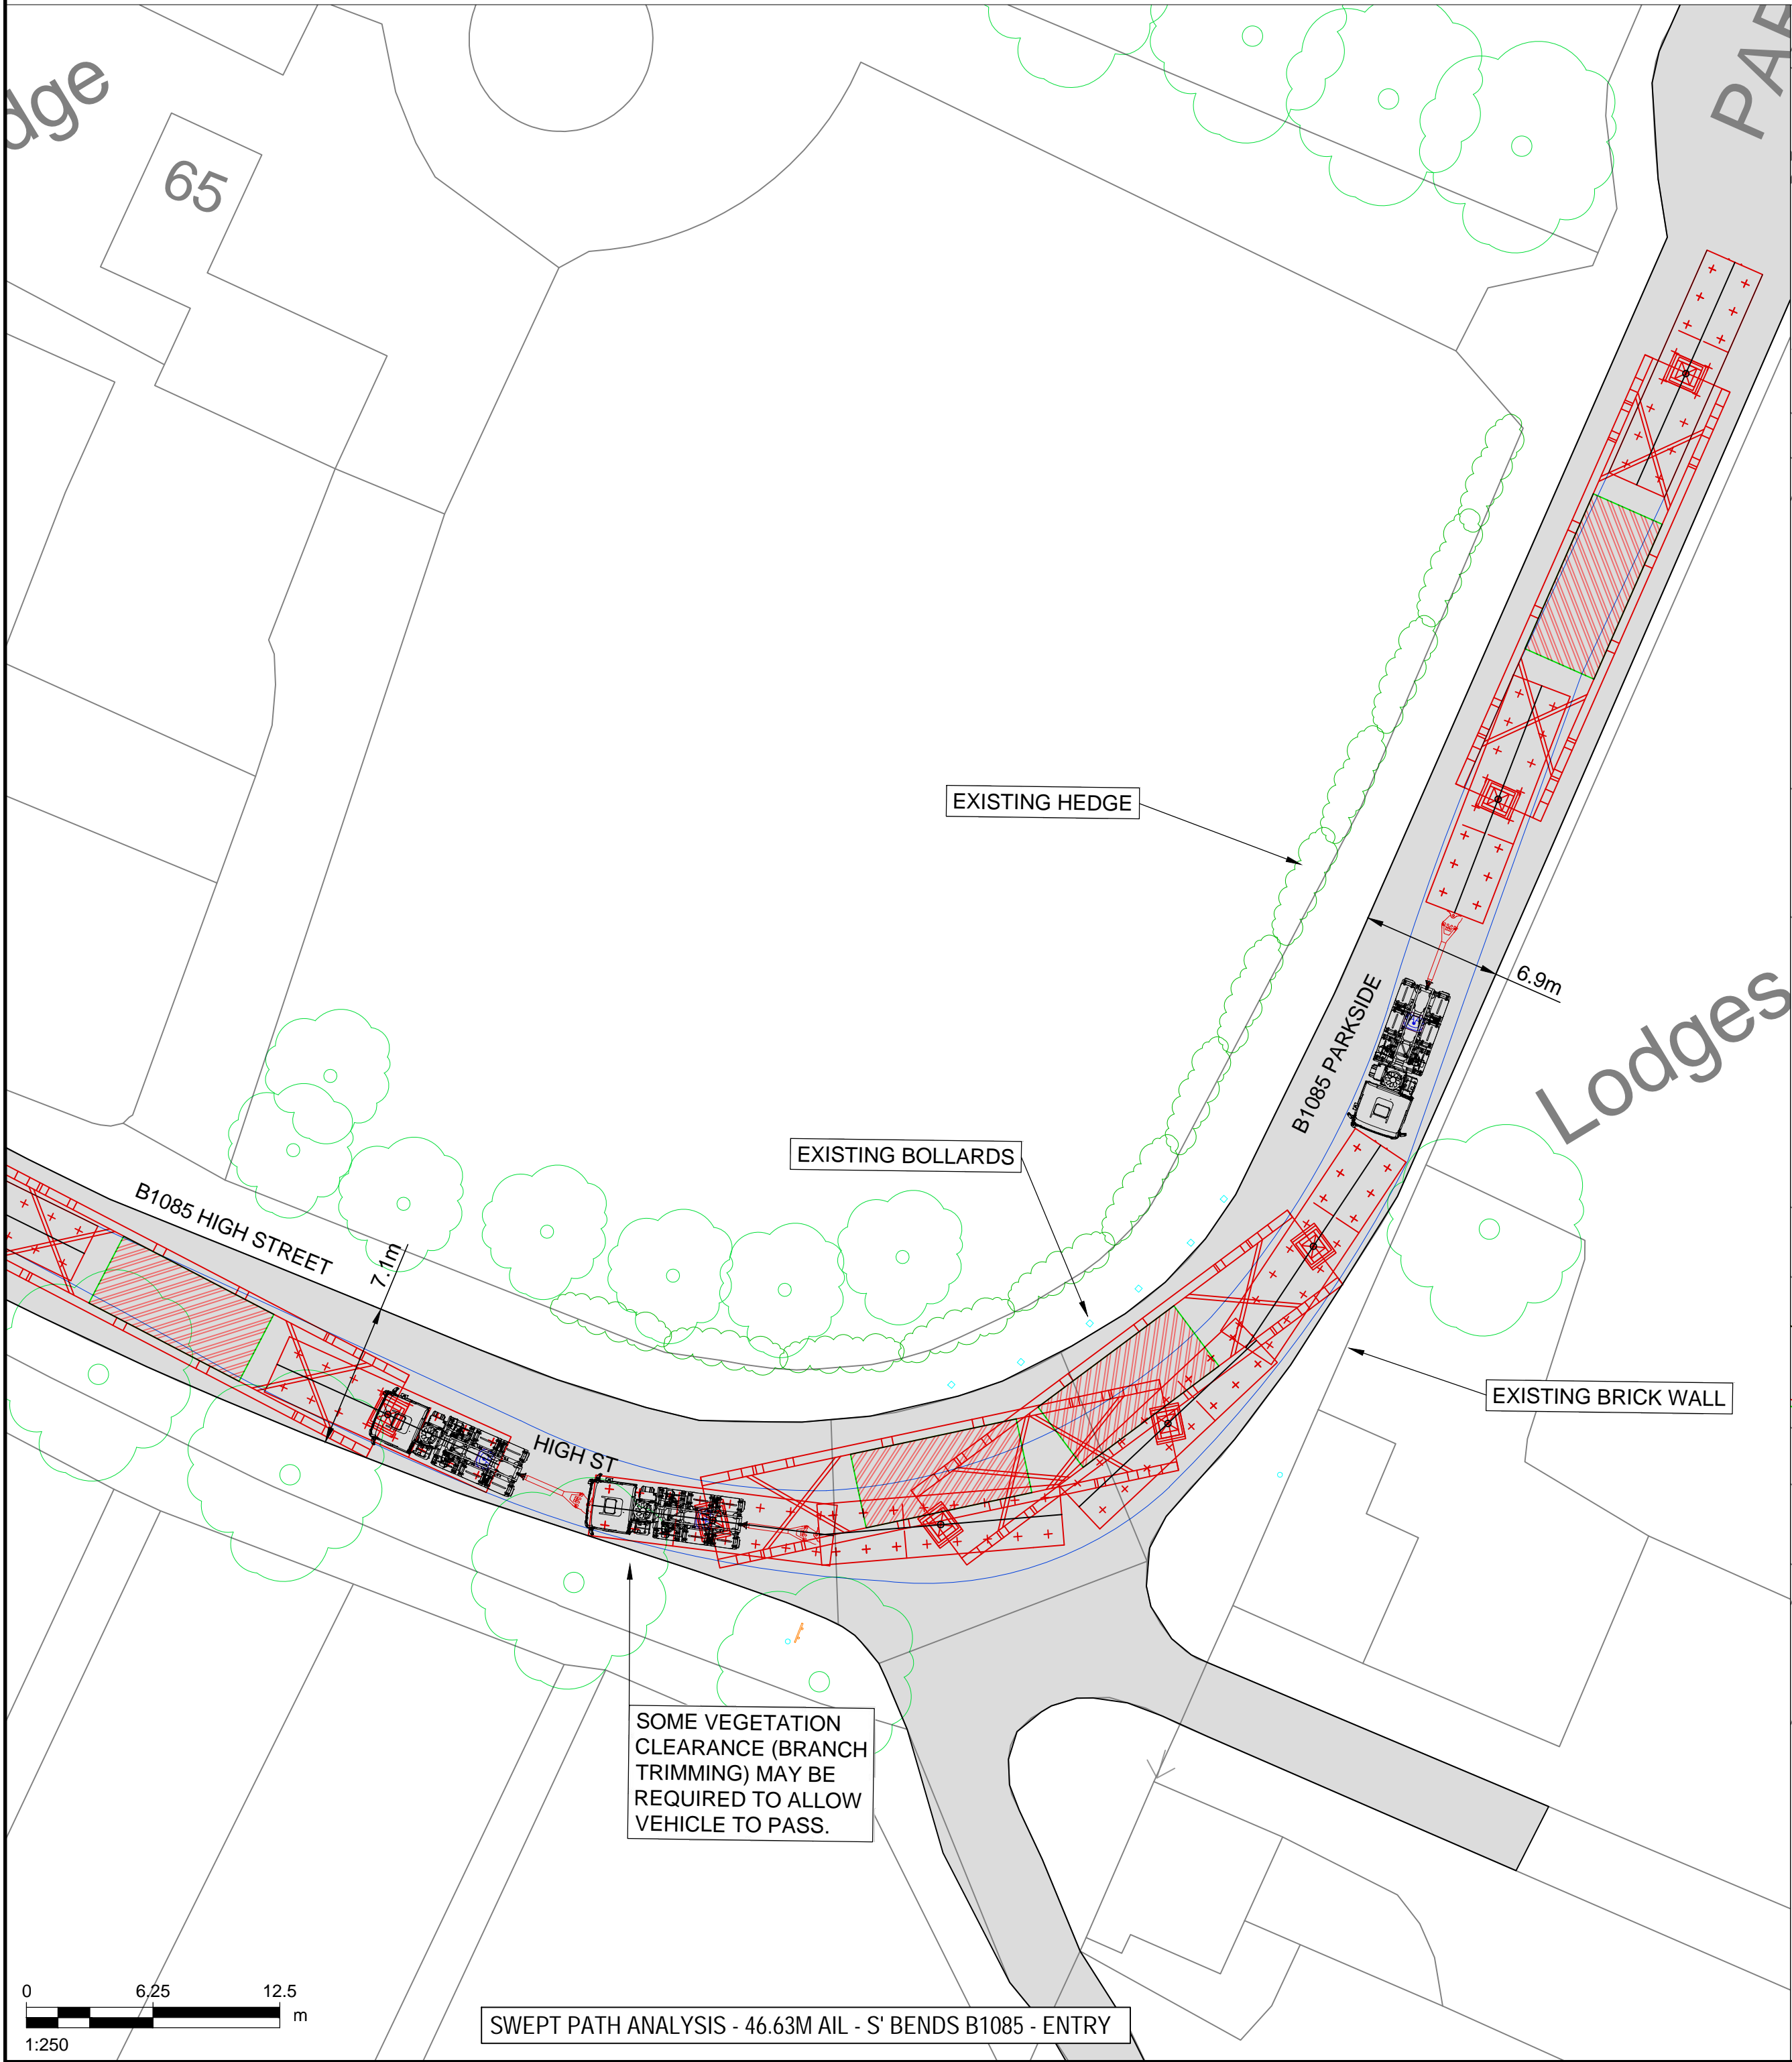 dge
65
PAR
EXISTING HEDGE
6.9m
B1085 PARKSIDE
Lodges
EXISTING BOLLARDS
B1085 HIGH STREET
7.1m
EXISTING BRICK WALL
HIGH ST
SOME VEGETATION
CLEARANCE (BRANCH
TRIMMING) MAY BE
REQUIRED TO ALLOW
VEHICLE TO PASS.
0 6.25 12.5
m
1:250
SWEPT PATH ANALYSIS - 46.63M AIL - S' BENDS B1085 - ENTRY